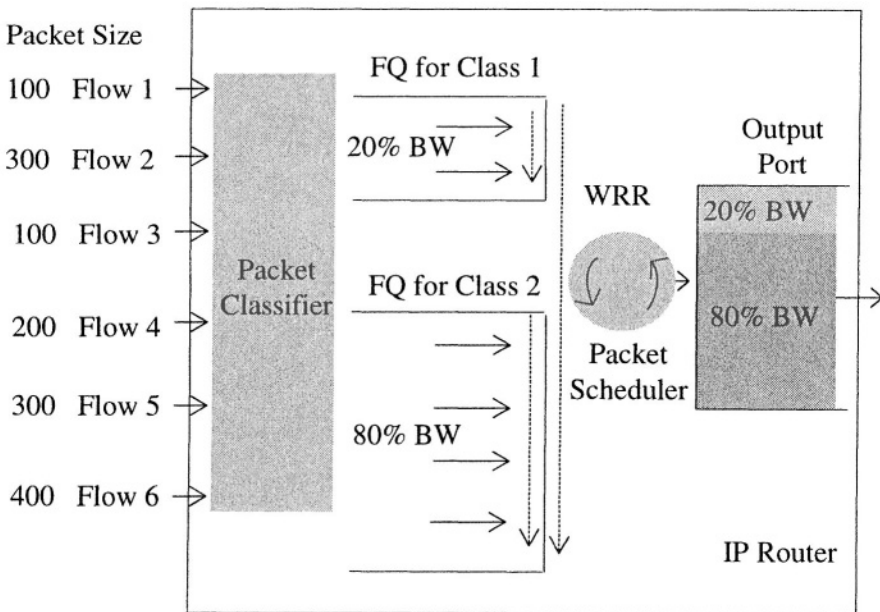 Packet Size
100 Flow 1
300 Flow 2
100 Flow 3
200 Flow 4
300 Flow 5
400 Flow 6
Packet
Classifier
FQ for Class 1
20% BW
FQ for Class 2
80% BW
WRR
Packet
Scheduler
Output
Port
20% BW
80% BW
IP Router